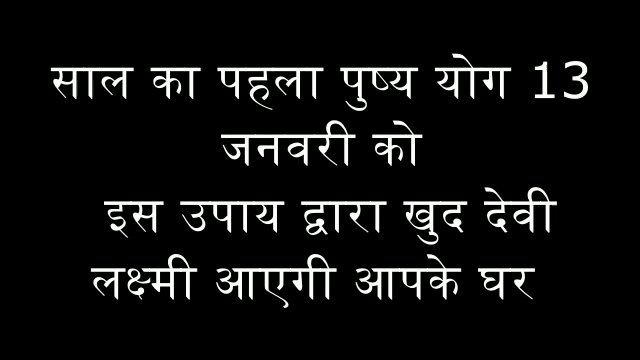 साल का पहला पुष्य योग 13
जनवरी को
इस उपाय द्वारा खुद देवी
लक्ष्मी आएगी आपके घर